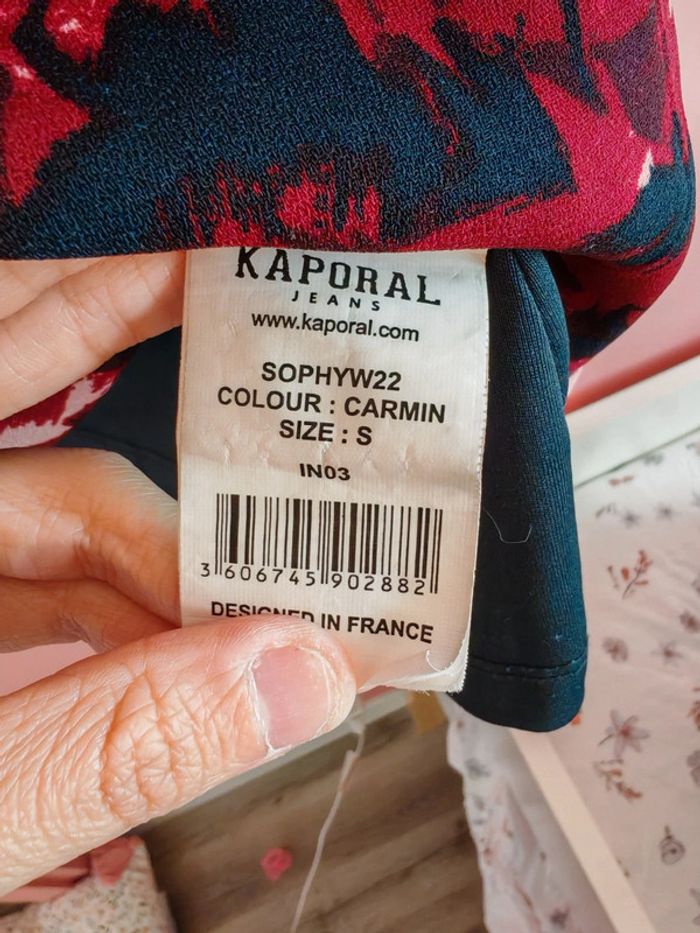 KAPORAL
JEANS
www.kaporal.com
SOPHYW22
COLOUR : CARMIN
SIZE : S
IN03
3 606745 902882
DESIGNED IN FRANCE